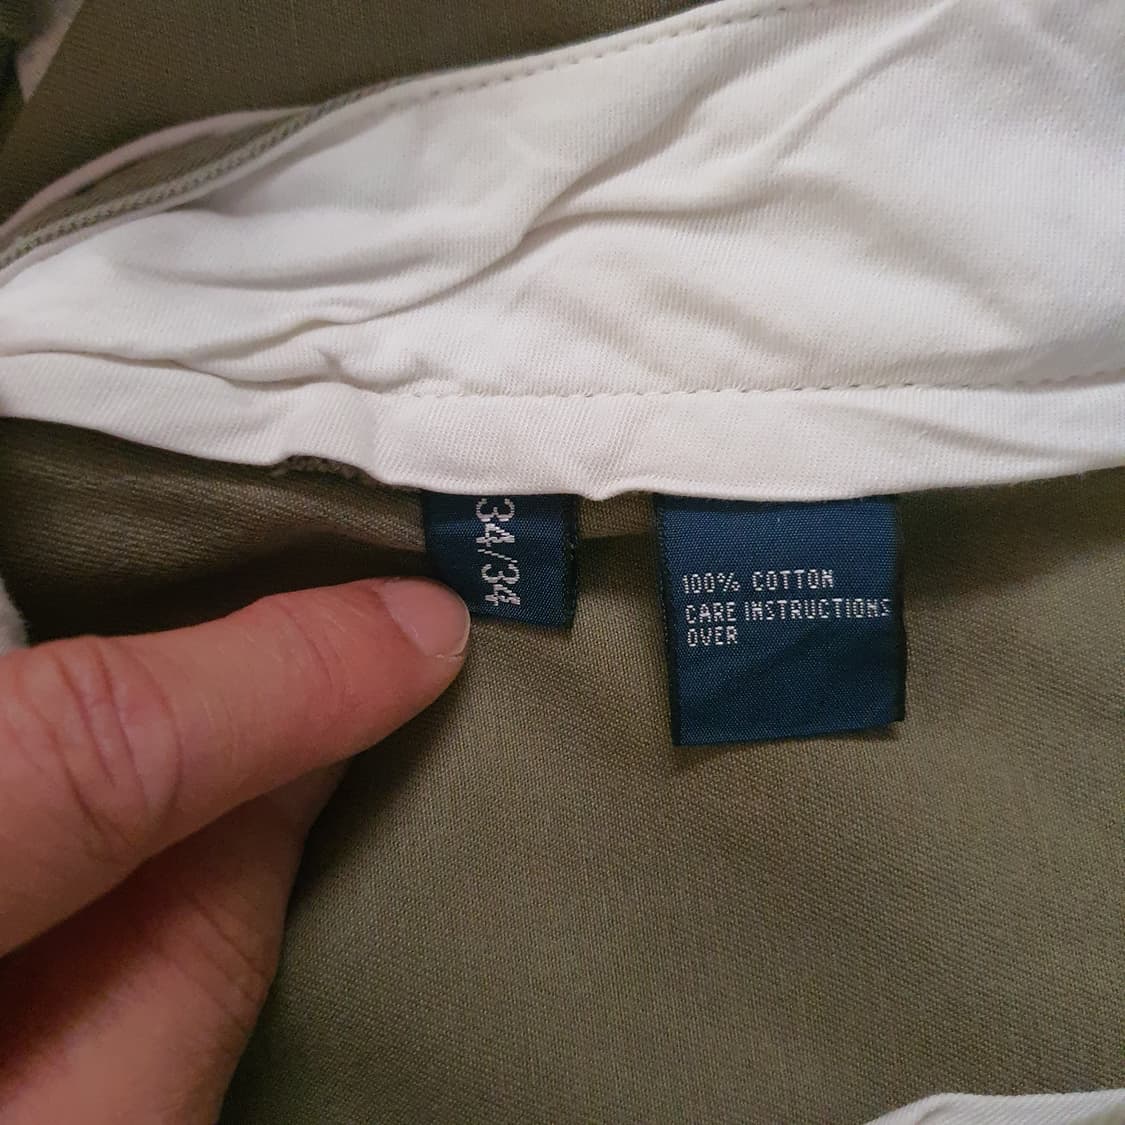 34/34
100% COTTON
CARE INSTRUCTIONS
OVER